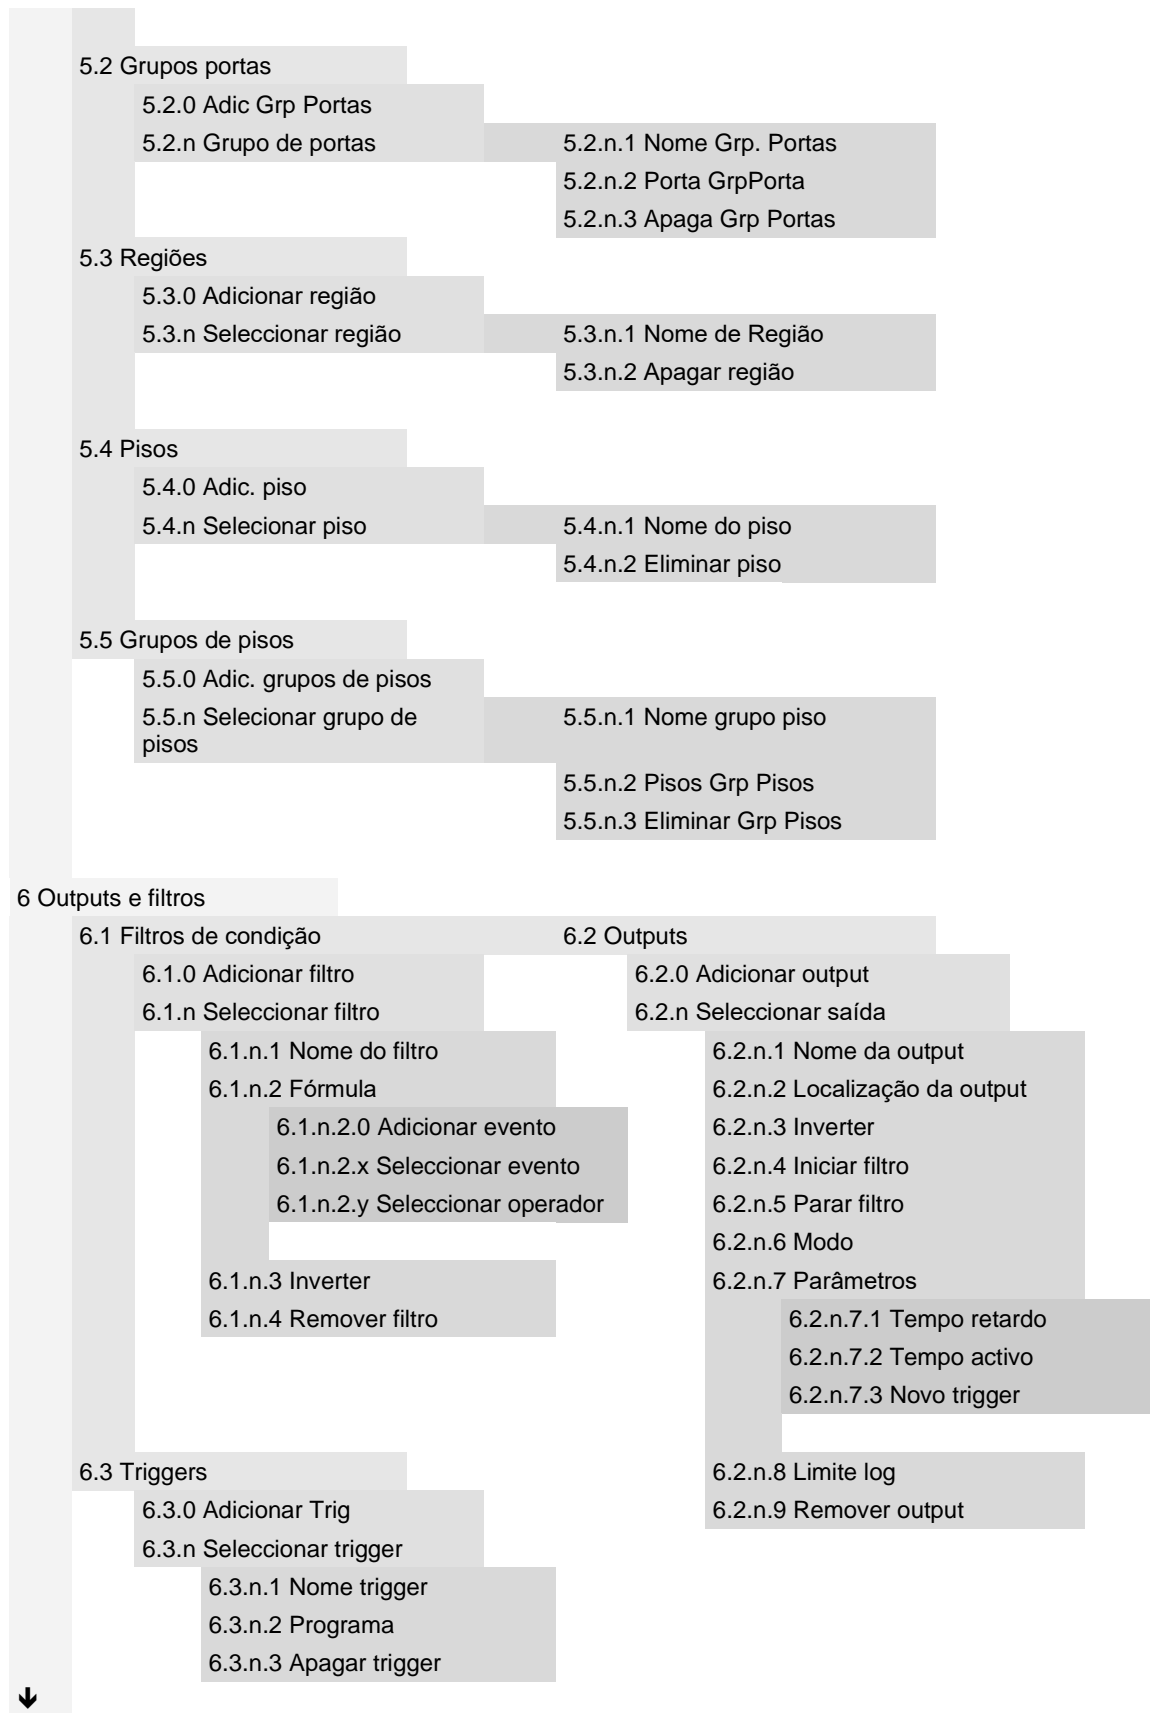 5.2 Grupos portas
5.2.0 Adic Grp Portas
5.2.n Grupo de portas
5.2.n.1 Nome Grp. Portas
5.2.n.2 Porta GrpPorta
5.2.n.3 Apaga Grp Portas
5.3 Regiões
5.3.0 Adicionar região
5.3.n Seleccionar região
5.3.n.1 Nome de Região
5.3.n.2 Apagar região
5.4 Pisos
5.4.0 Adic. piso
5.4.n Selecionar piso
5.4.n.1 Nome do piso
5.4.n.2 Eliminar piso
5.5 Grupos de pisos
5.5.0 Adic. grupos de pisos
5.5.n Selecionar grupo de
pisos
5.5.n.1 Nome grupo piso
5.5.n.2 Pisos Grp Pisos
5.5.n.3 Eliminar Grp Pisos
6 Outputs e filtros
6.1 Filtros de condição
6.1.0 Adicionar filtro
6.1.n Seleccionar filtro
6.1.n.1 Nome do filtro
6.1.n.2 Fórmula
6.1.n.2.0 Adicionar evento
6.1.n.2.x Seleccionar evento
6.1.n.2.y Seleccionar operador
6.1.n.3 Inverter
6.1.n.4 Remover filtro
6.2 Outputs
6.2.0 Adicionar output
6.2.n Seleccionar saída
6.2.n.1 Nome da output
6.2.n.2 Localização da output
6.2.n.3 Inverter
6.2.n.4 Iniciar filtro
6.2.n.5 Parar filtro
6.2.n.6 Modo
6.2.n.7 Parâmetros
6.2.n.7.1 Tempo retardo
6.2.n.7.2 Tempo activo
6.2.n.7.3 Novo trigger
6.2.n.8 Limite log
6.2.n.9 Remover output
6.3 Triggers
6.3.0 Adicionar Trig
6.3.n Seleccionar trigger
6.3.n.1 Nome trigger
6.3.n.2 Programa
6.3.n.3 Apagar trigger